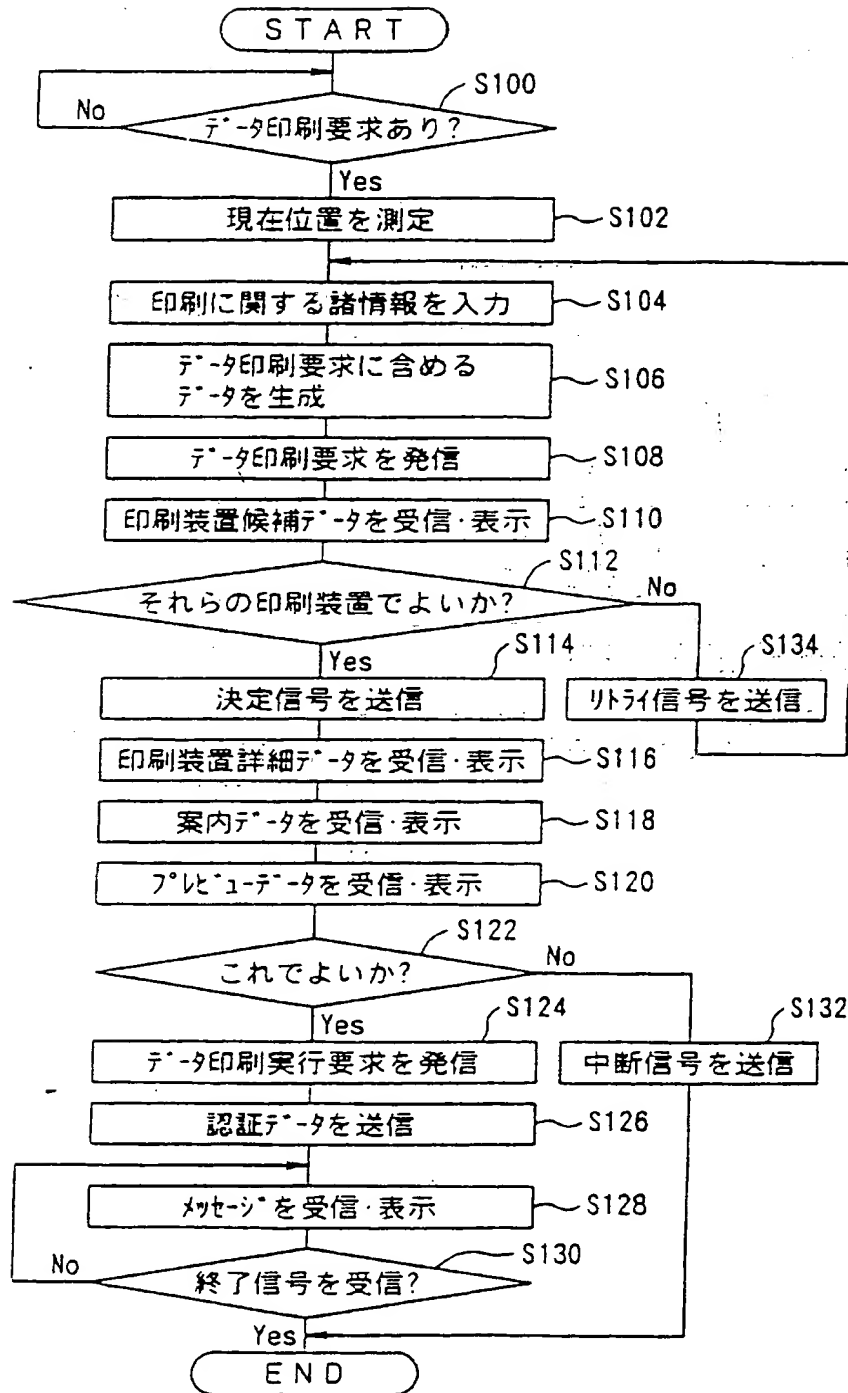 START
S100
No
データ印刷要求あり?
Yes
現在位置を測定
S102
印刷に関する諸情報を入力
S104
データ印刷要求に含める
データを生成
S106
データ印刷要求を発信
S108
印刷装置候補データを受信・表示
S110
S112
それらの印刷装置でよいか?
No
Yes
S114
S134
決定信号を送信
リトライ信号を送信
印刷装置詳細データを受信・表示
S116
案内データを受信・表示
S118
プレビューデータを受信・表示
S120
S122
これでよいか?
No
Yes
S124
S132
データ印刷実行要求を発信
中断信号を送信
認証データを送信
S126
メッセージを受信・表示
S128
S130
No
終了信号を受信?
Yes
END